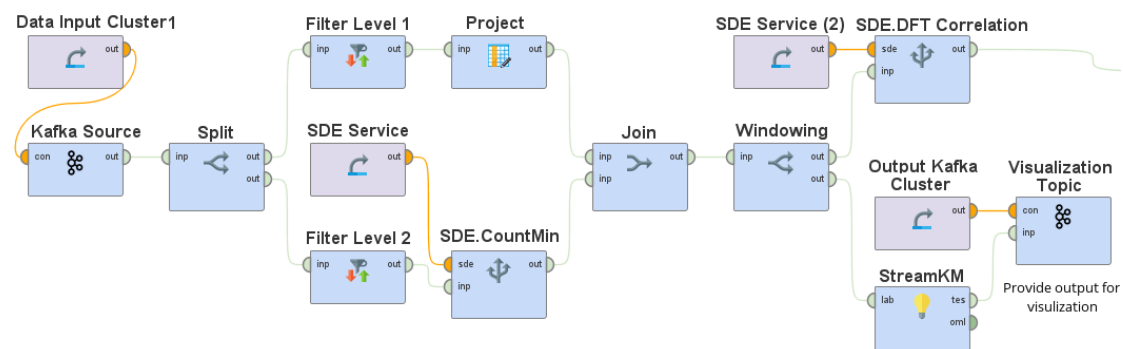 Data Input Cluster1
out
Kafka Source
con
out
Split
inp
out
out
Filter Level 1
inp
out
Project
inp
out
SDE Service
out
Filter Level 2
inp
out
SDE.CountMin
sde
inp
out
Join
inp
inp
out
Windowing
inp
out
out
SDE Service (2)
out
SDE.DFT Correlation
sde
inp
out
Output Kafka
Cluster
out
Visualization
Topic
con
inp
StreamKM
lab
tes
oml
Provide output for
visulization